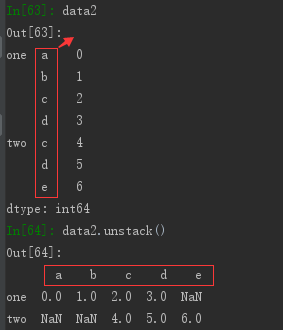 In[63]: data2
Out[63]:
one  a    0
     b    1
     c    2
     d    3
two  c    4
     d    5
     e    6
dtype: int64
In[64]: data2.unstack()
Out[64]:
       a    b    c    d    e
one  0.0  1.0  2.0  3.0  NaN
two  NaN  NaN  4.0  5.0  6.0